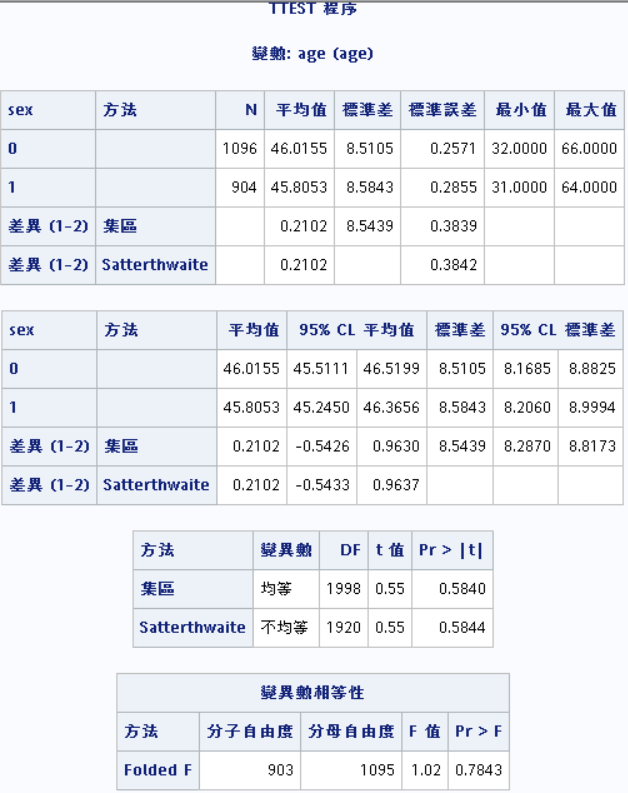 TTEST 程序
變數: age (age)
sex 方法 N 平均值 標準差 標準誤差 最小值 最大值
0 1096 46.0155 8.5105 0.2571 32.0000 66.0000
1 904 45.8053 8.5843 0.2855 31.0000 64.0000
差異 (1-2) 集區 0.2102 8.5439 0.3839
差異 (1-2) Satterthwaite 0.2102 0.3842
sex 方法 平均值 95% CL 平均值 標準差 95% CL 標準差
0 46.0155 45.5111 46.5199 8.5105 8.1685 8.8825
1 45.8053 45.2450 46.3656 8.5843 8.2060 8.9994
差異 (1-2) 集區 0.2102 -0.5426 0.9630 8.5439 8.2870 8.8173
差異 (1-2) Satterthwaite 0.2102 -0.5433 0.9637
方法 變異數 DF t 值 Pr > |t|
集區 均等 1998 0.55 0.5840
Satterthwaite 不均等 1920 0.55 0.5844
變異數相等性
方法 分子自由度 分母自由度 F 值 Pr > F
Folded F 903 1095 1.02 0.7843